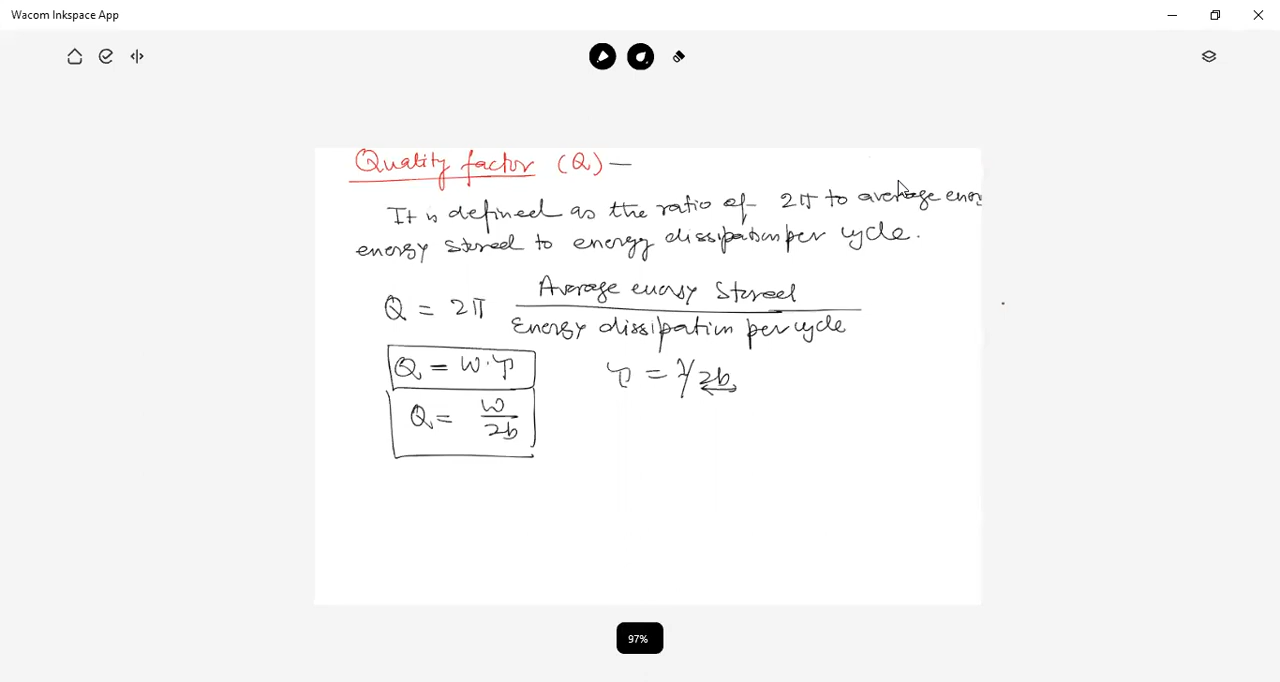 Wacom Inkspace App
Quality factor (Q) —
It is defined as the ratio of 2π to average ener
energy stored to energy dissipation per cycle.
Q = 2π Average energy stored
Energy dissipation per cycle
Q = ω·τ τ = 1/2b
Q = ω/2b
97%